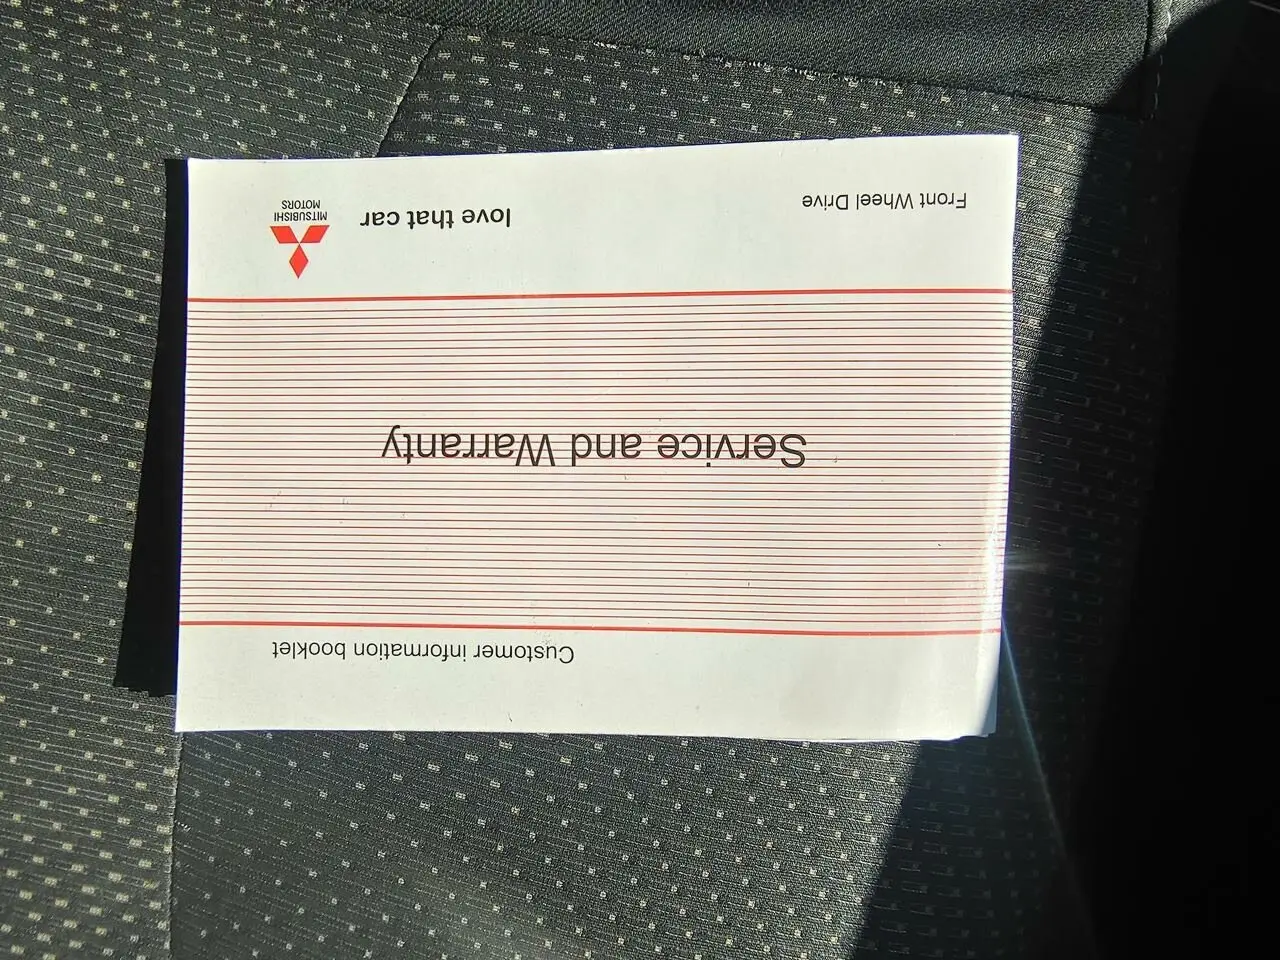 Customer information booklet
Service and Warranty
Front Wheel Drive
love that car
MITSUBISHI
MOTORS